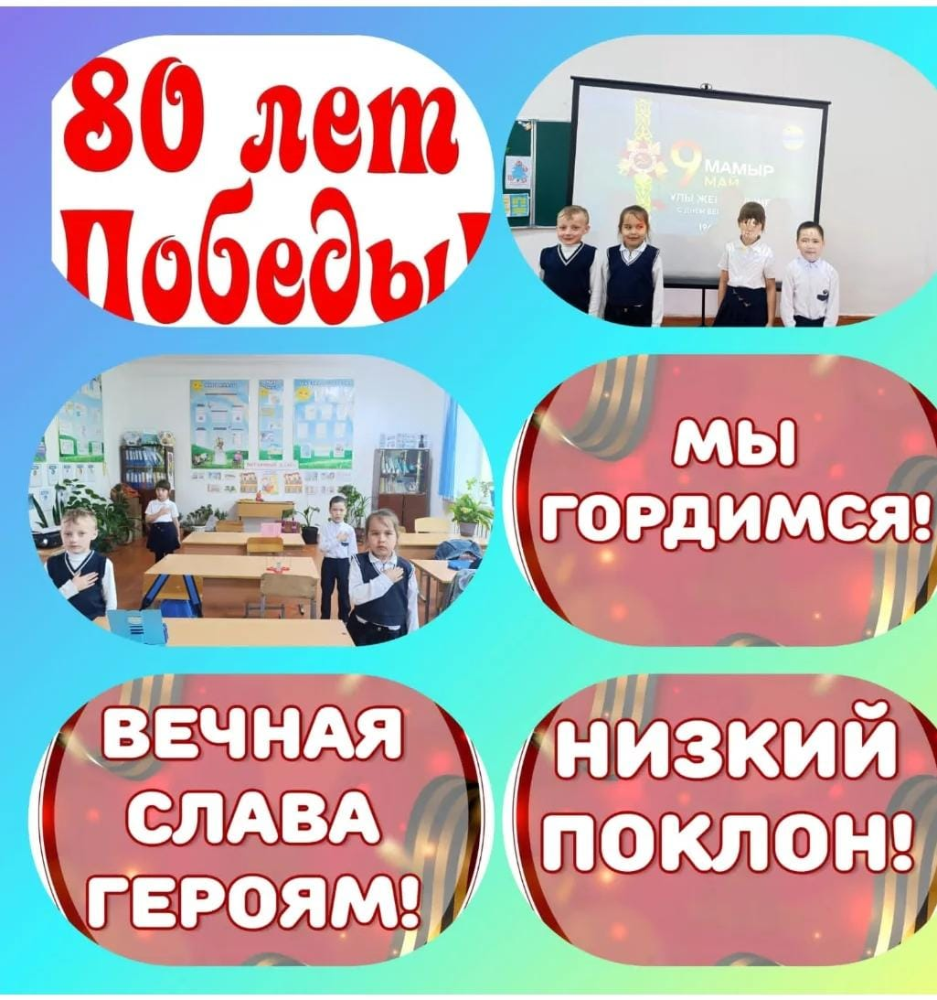 80 лет
Победы!
9
МАМЫР
МАЙ
МЫ
ГОРДИМСЯ!
ВЕЧНАЯ
СЛАВА
ГЕРОЯМ!
НИЗКИЙ
ПОКЛОН!